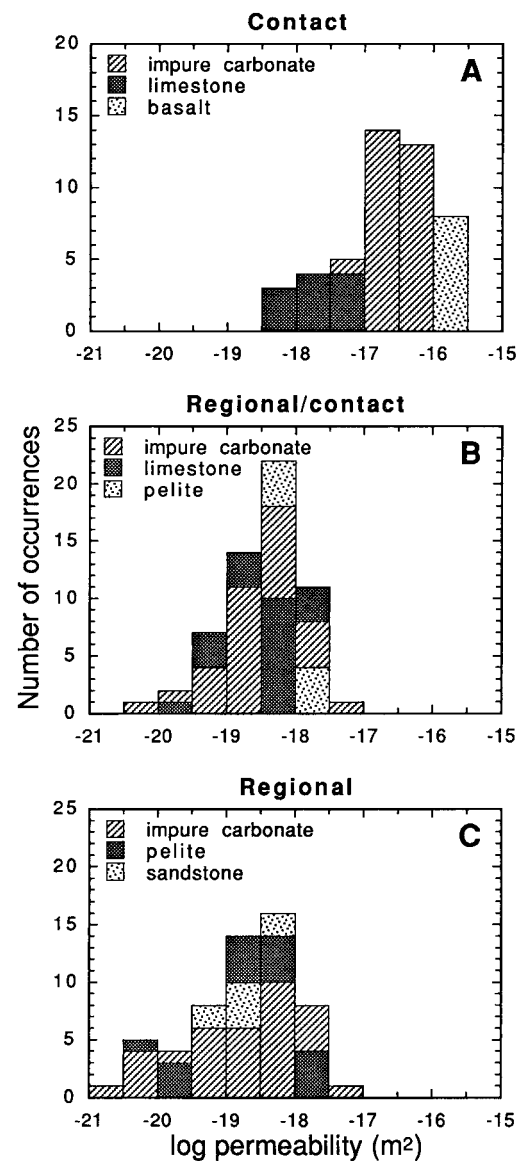 Contact
20
15
10
5
0
impure carbonate
limestone
basalt
A
-21 -20 -19 -18 -17 -16 -15
Regional/contact
25
20
15
10
5
0
impure carbonate
limestone
pelite
B
Number of occurrences
-21 -20 -19 -18 -17 -16 -15
Regional
25
20
15
10
5
0
impure carbonate
pelite
sandstone
C
-21 -20 -19 -18 -17 -16 -15
log permeability (m²)